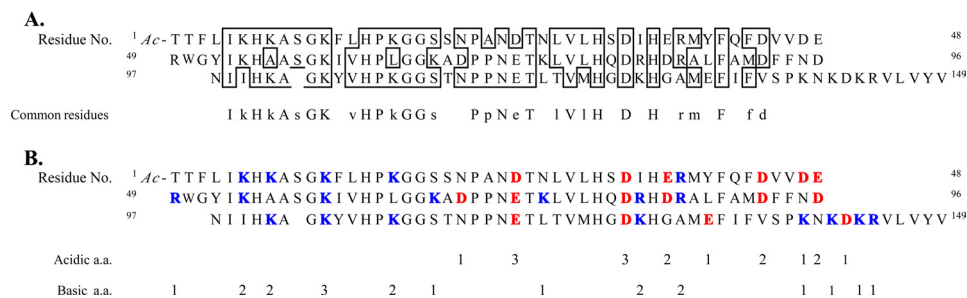 A.
Residue No. 1 Ac- T T F L I K H K A S G K F L H P K G G S S N P A N D T N L V L H S D I H E R M Y F Q F D V V D E 48
49 R W G Y I K H A A S G K I V H P L G G K A D P P N E T K L V L H Q D R H D R A L F A M D F F N D 96
97 N I I H K A G K Y V H P K G G S T N P P N E T L T V M H G D K H G A M E F I F V S P K N K D K R V L V Y V 149
Common residues I k H k A s G K v H P k G G s P p N e T l V l H D H r m F f d
B.
Residue No. 1 Ac- T T F L I K H K A S G K F L H P K G G S S N P A N D T N L V L H S D I H E R M Y F Q F D V V D E 48
49 R W G Y I K H A A S G K I V H P L G G K A D P P N E T K L V L H Q D R H D R A L F A M D F F N D 96
97 N I I H K A G K Y V H P K G G S T N P P N E T L T V M H G D K H G A M E F I F V S P K N K D K R V L V Y V 149
Acidic a.a. 1 3 3 2 1 2 1 2 1
Basic a.a. 1 2 2 3 2 1 1 2 2 1 1 1 1